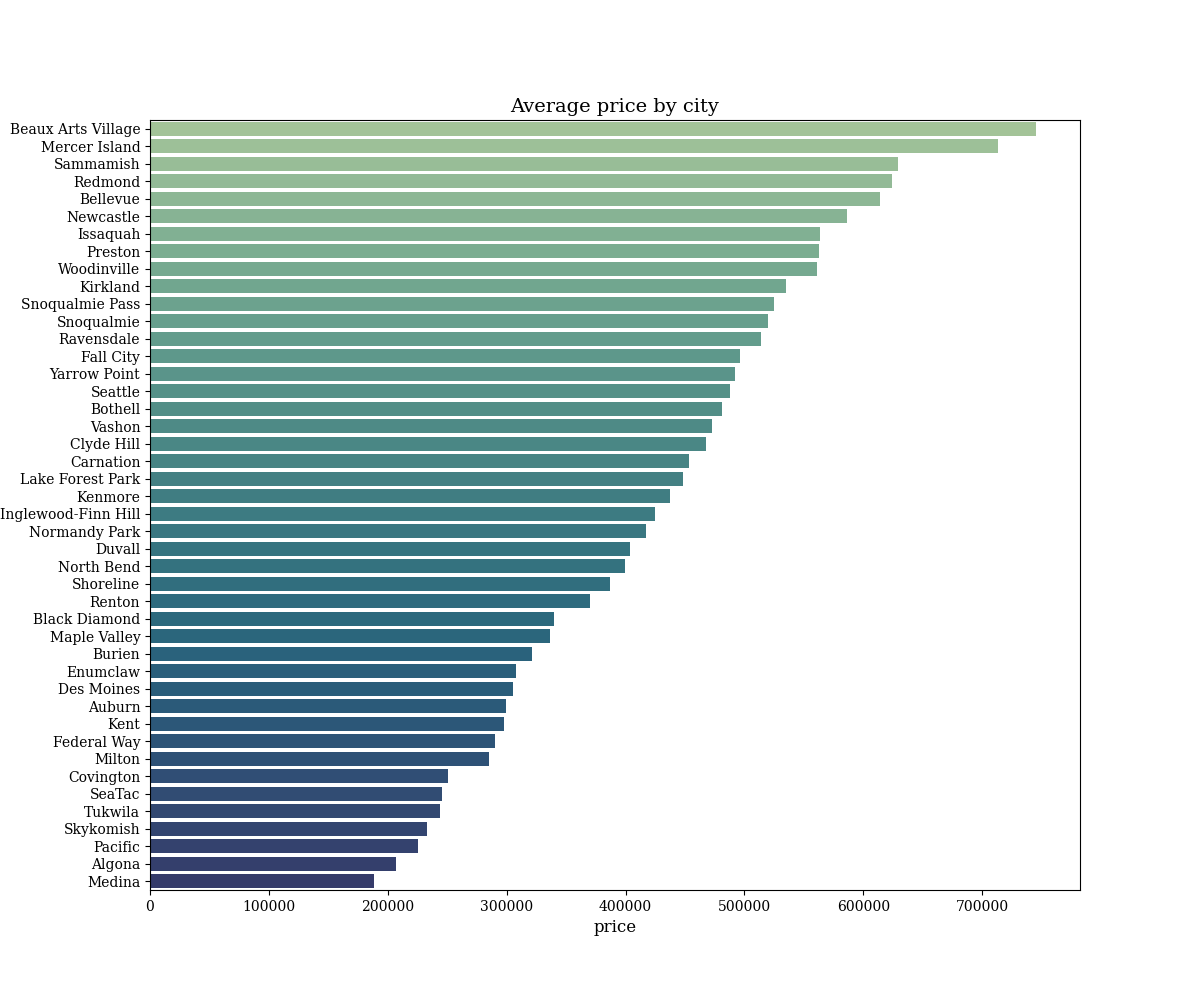 Average price by city
Beaux Arts Village
Mercer Island
Sammamish
Redmond
Bellevue
Newcastle
Issaquah
Preston
Woodinville
Kirkland
Snoqualmie Pass
Snoqualmie
Ravensdale
Fall City
Yarrow Point
Seattle
Bothell
Vashon
Clyde Hill
Carnation
Lake Forest Park
Kenmore
Inglewood-Finn Hill
Normandy Park
Duvall
North Bend
Shoreline
Renton
Black Diamond
Maple Valley
Burien
Enumclaw
Des Moines
Auburn
Kent
Federal Way
Milton
Covington
SeaTac
Tukwila
Skykomish
Pacific
Algona
Medina
0 100000 200000 300000 400000 500000 600000 700000
price